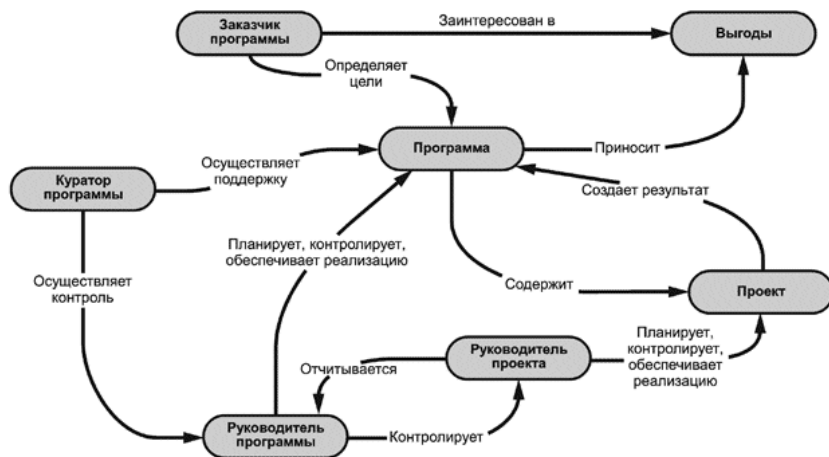 Заказчик
программы
Заинтересован в
Выгоды
Определяет
цели
Программа
Приносит
Осуществляет
поддержку
Куратор
программы
Создает результат
Планирует, контролирует,
обеспечивает реализацию
Осуществляет
контроль
Содержит
Проект
Руководитель
проекта
Планирует,
контролирует,
обеспечивает
реализацию
Отчитывается
Руководитель
программы
Контролирует